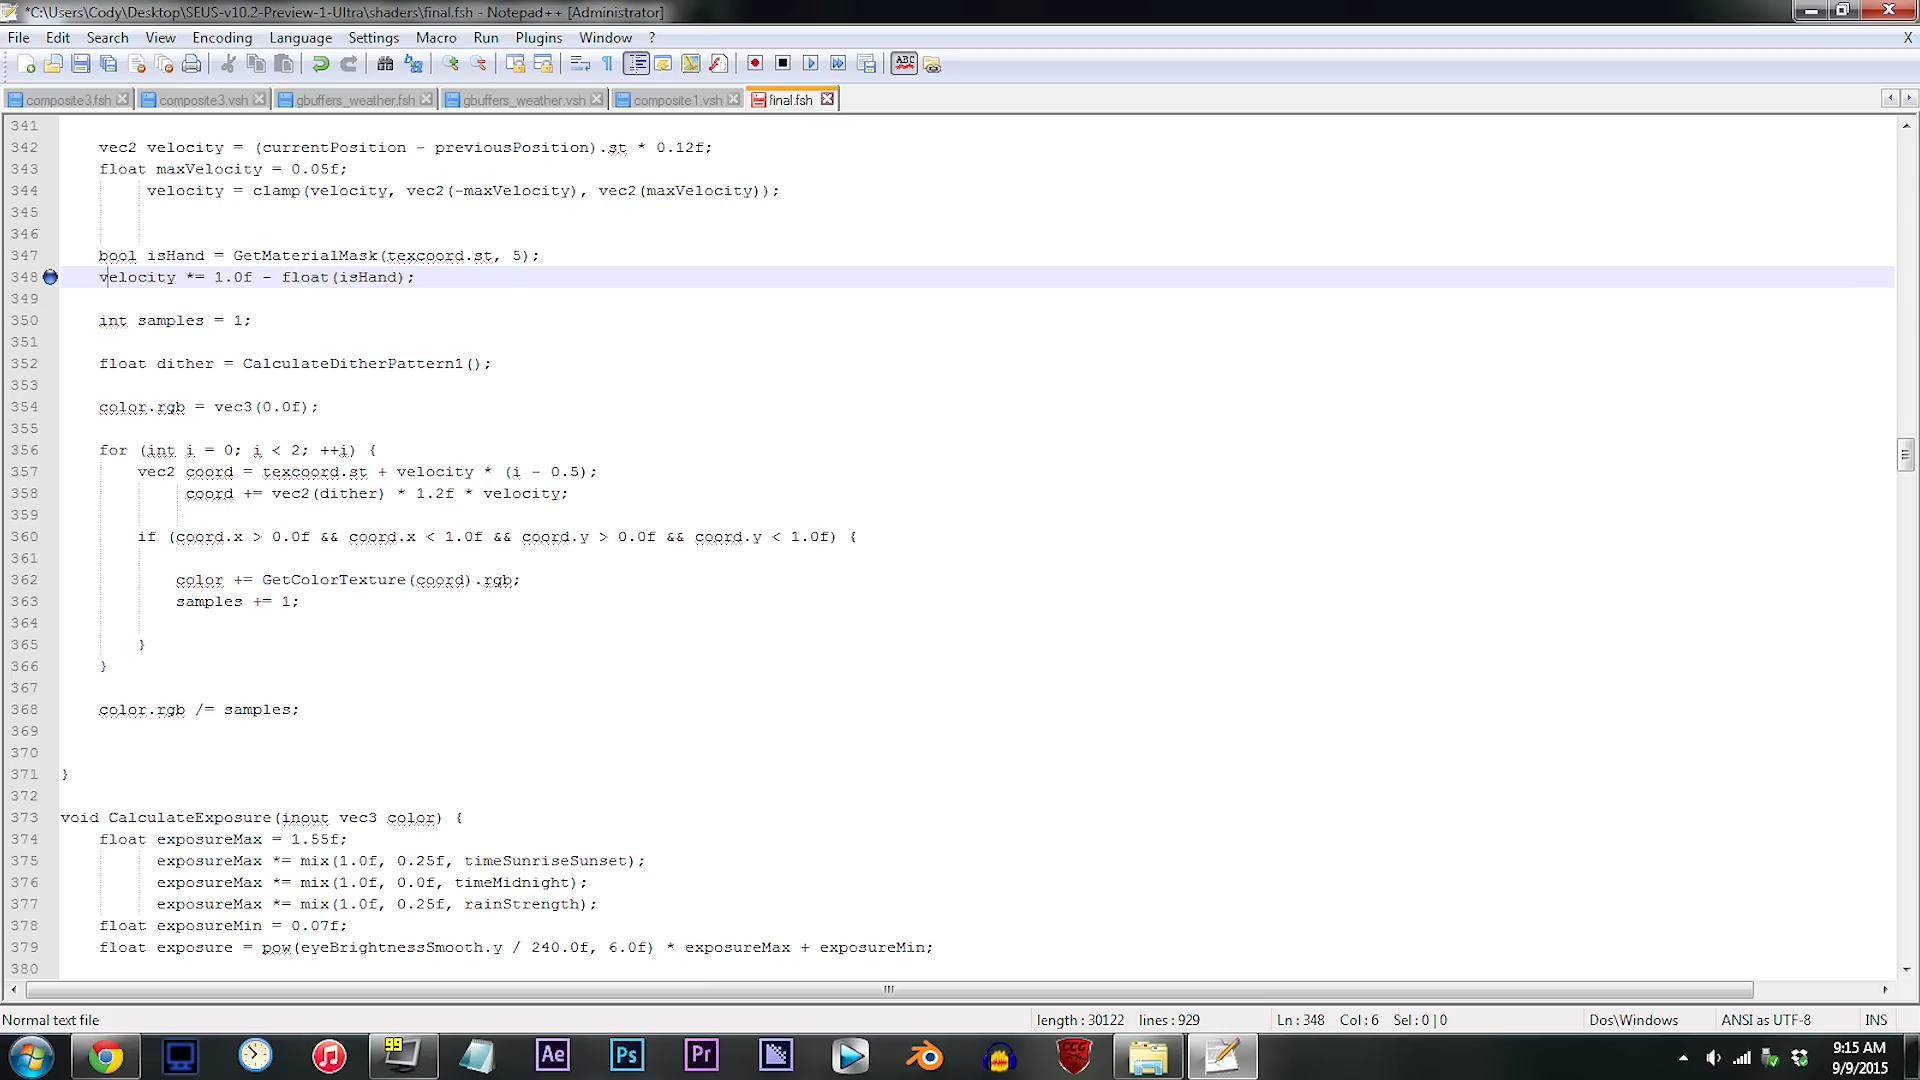 *C:\Users\Cody\Desktop\SEUS-v10.2-Preview-1-Ultra\shaders\final.fsh - Notepad++ [Administrator]
File Edit Search View Encoding Language Settings Macro Run Plugins Window ? X
ABC
composite3.fsh composite3.vsh gbuffers_weather.fsh gbuffers_weather.vsh composite1.vsh final.fsh
341
342 vec2 velocity = (currentPosition - previousPosition).st * 0.12f;
343 float maxVelocity = 0.05f;
344 velocity = clamp(velocity, vec2(-maxVelocity), vec2(maxVelocity));
345
346
347 bool isHand = GetMaterialMask(texcoord.st, 5);
348 velocity *= 1.0f - float(isHand);
349
350 int samples = 1;
351
352 float dither = CalculateDitherPattern1();
353
354 color.rgb = vec3(0.0f);
355
356 for (int i = 0; i < 2; ++i) {
357 vec2 coord = texcoord.st + velocity * (i - 0.5);
358 coord += vec2(dither) * 1.2f * velocity;
359
360 if (coord.x > 0.0f && coord.x < 1.0f && coord.y > 0.0f && coord.y < 1.0f) {
361
362 color += GetColorTexture(coord).rgb;
363 samples += 1;
364
365 }
366 }
367
368 color.rgb /= samples;
369
370
371 }
372
373 void CalculateExposure(inout vec3 color) {
374 float exposureMax = 1.55f;
375 exposureMax *= mix(1.0f, 0.25f, timeSunriseSunset);
376 exposureMax *= mix(1.0f, 0.0f, timeMidnight);
377 exposureMax *= mix(1.0f, 0.25f, rainStrength);
378 float exposureMin = 0.07f;
379 float exposure = pow(eyeBrightnessSmooth.y / 240.0f, 6.0f) * exposureMax + exposureMin;
380
Normal text file length : 30122 lines : 929 Ln : 348 Col : 6 Sel : 0 | 0 Dos\Windows ANSI as UTF-8 INS
99 Ae Ps Pr CCG
9:15 AM
9/9/2015